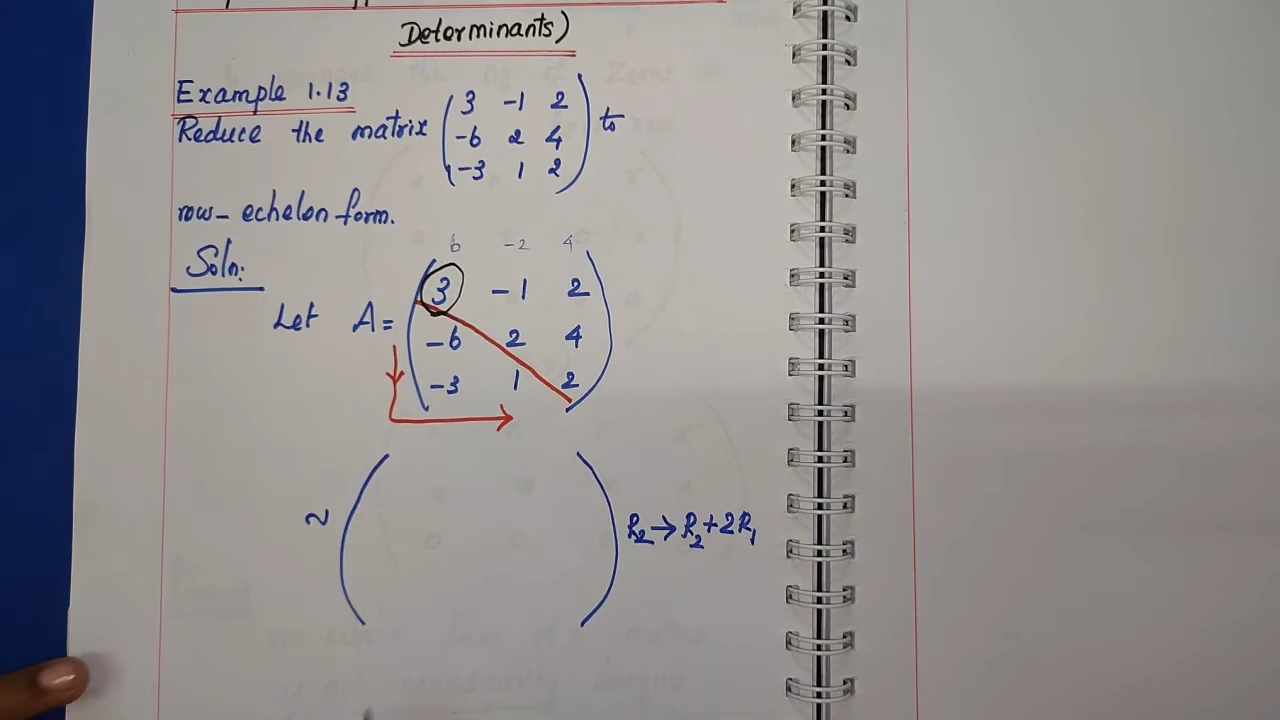 Determinants)
Example 1.13
Reduce the matrix (3 -1 2
-6 2 4
-3 1 2) to
row-echelon form.
Soln:
6 -2 4
Let A = (3 -1 2
-6 2 4
-3 1 2)
~ ( ) R₂→R₂+2R₁